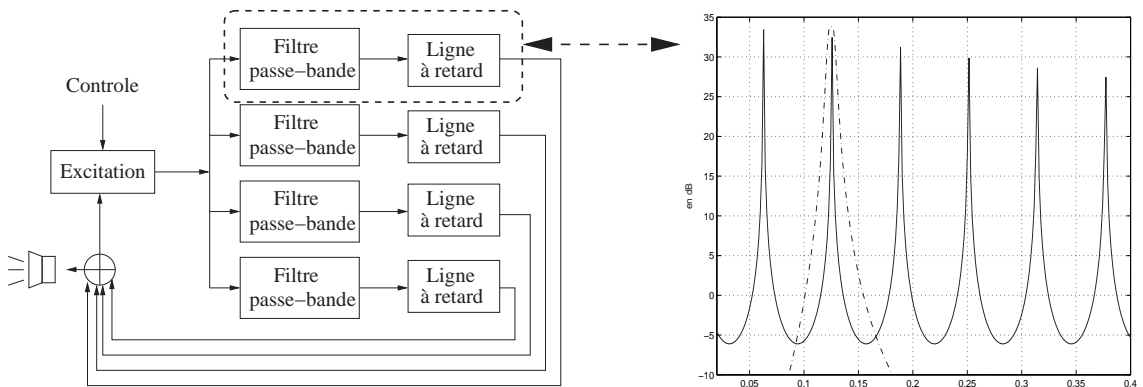 Controle
Excitation
Filtre
passe−bande
Ligne
à retard
Filtre
passe−bande
Ligne
à retard
Filtre
passe−bande
Ligne
à retard
Filtre
passe−bande
Ligne
à retard
en dB
35
30
25
20
15
10
5
0
−5
−10
0.05
0.1
0.15
0.2
0.25
0.3
0.35
0.4